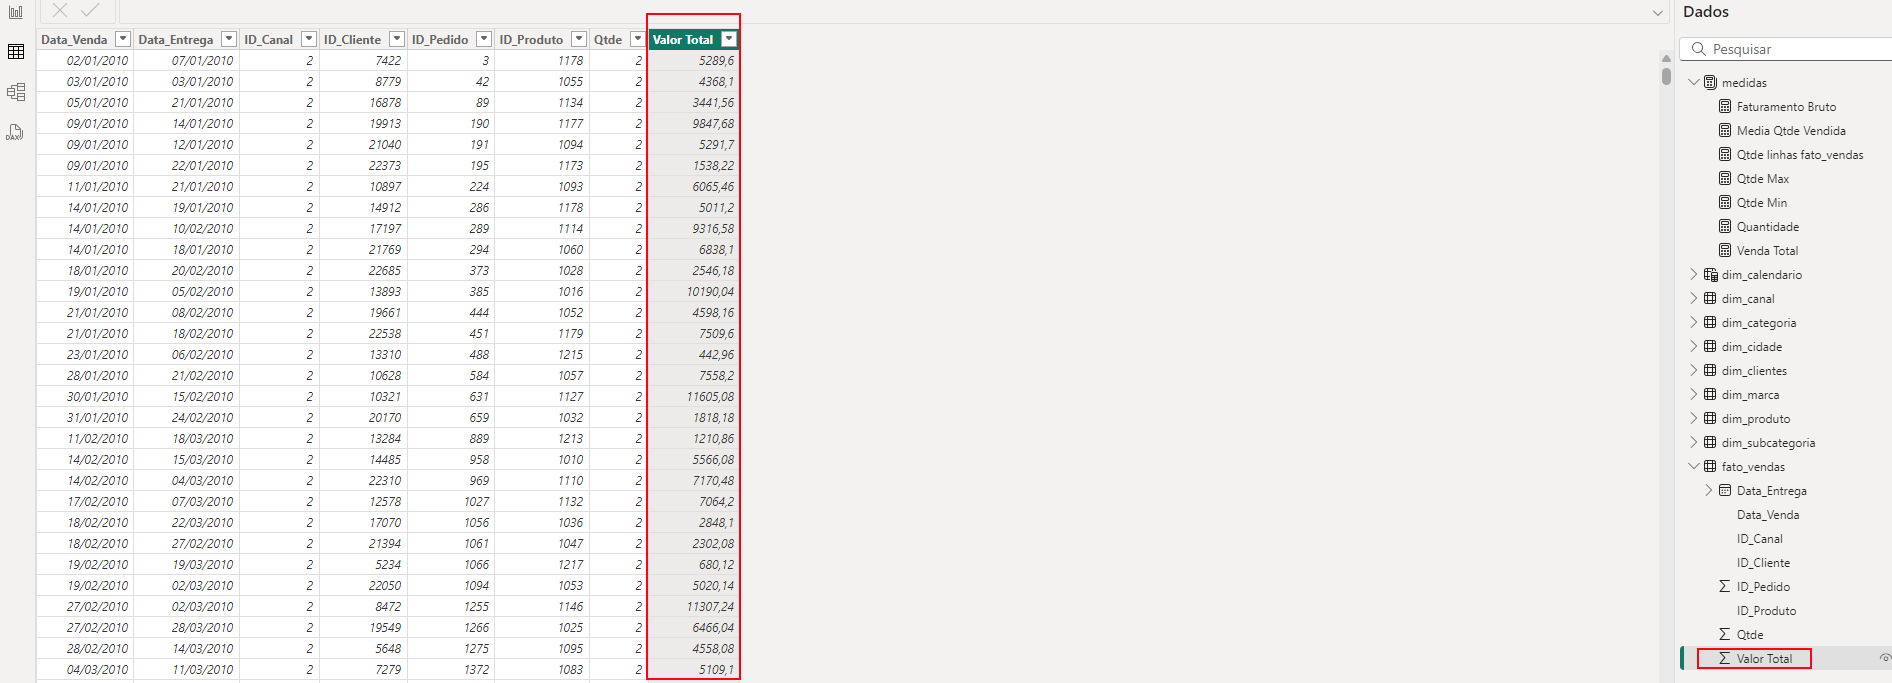 Data_Venda Data_Entrega ID_Canal ID_Cliente ID_Pedido ID_Produto Qtde Valor Total
02/01/2010 07/01/2010 2 7422 3 1178 2 5289,6
03/01/2010 03/01/2010 2 8779 42 1055 2 4368,1
05/01/2010 21/01/2010 2 16878 89 1134 2 3441,56
09/01/2010 14/01/2010 2 19913 190 1177 2 9847,68
09/01/2010 12/01/2010 2 21040 191 1094 2 5291,7
09/01/2010 22/01/2010 2 22373 195 1173 2 1538,22
11/01/2010 21/01/2010 2 10897 224 1093 2 6065,46
14/01/2010 19/01/2010 2 14912 286 1178 2 5011,2
14/01/2010 10/02/2010 2 17197 289 1114 2 9316,58
14/01/2010 18/01/2010 2 21769 294 1060 2 6838,1
18/01/2010 20/02/2010 2 22685 373 1028 2 2546,18
19/01/2010 05/02/2010 2 13893 385 1016 2 10190,04
21/01/2010 08/02/2010 2 19661 444 1052 2 4598,16
21/01/2010 18/02/2010 2 22538 451 1179 2 7509,6
23/01/2010 06/02/2010 2 13310 488 1215 2 442,96
28/01/2010 21/02/2010 2 10628 584 1057 2 7558,2
30/01/2010 15/02/2010 2 10321 631 1127 2 11605,08
31/01/2010 24/02/2010 2 20170 659 1032 2 1818,18
11/02/2010 18/03/2010 2 13284 889 1213 2 1210,86
14/02/2010 15/03/2010 2 14485 958 1010 2 5566,08
14/02/2010 04/03/2010 2 22310 969 1110 2 7170,48
17/02/2010 07/03/2010 2 12578 1027 1132 2 7064,2
18/02/2010 22/03/2010 2 17070 1056 1036 2 2848,1
18/02/2010 27/02/2010 2 21394 1061 1047 2 2302,08
19/02/2010 19/03/2010 2 5234 1066 1217 2 680,12
19/02/2010 02/03/2010 2 22050 1094 1053 2 5020,14
27/02/2010 02/03/2010 2 8472 1255 1146 2 11307,24
27/02/2010 28/03/2010 2 19549 1266 1025 2 6466,04
28/02/2010 14/03/2010 2 5648 1275 1095 2 4558,08
04/03/2010 11/03/2010 2 7279 1372 1083 2 5109,1
DAX
Dados
Pesquisar
medidas
Faturamento Bruto
Media Qtde Vendida
Qtde linhas fato_vendas
Qtde Max
Qtde Min
Quantidade
Venda Total
dim_calendario
dim_canal
dim_categoria
dim_cidade
dim_clientes
dim_marca
dim_produto
dim_subcategoria
fato_vendas
Data_Entrega
Data_Venda
ID_Canal
ID_Cliente
∑ ID_Pedido
ID_Produto
∑ Qtde
∑ Valor Total